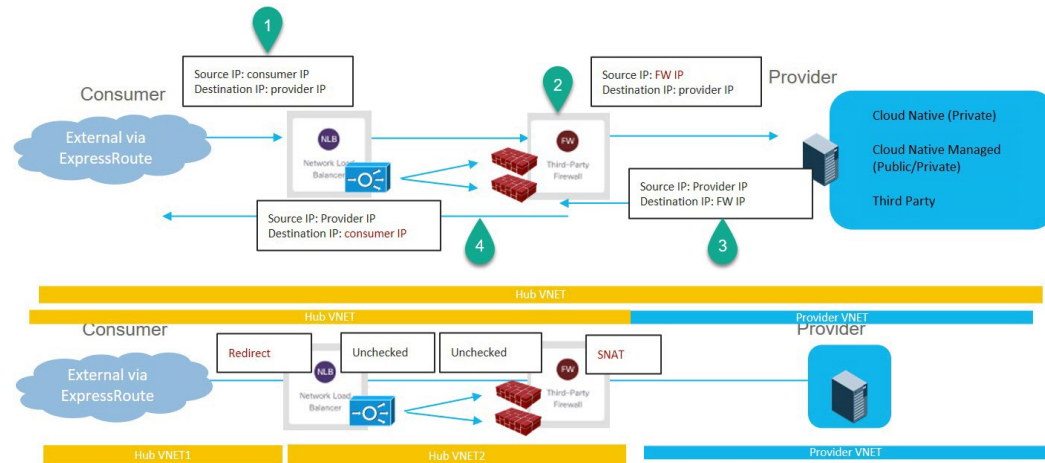 1
Source IP: consumer IP
Destination IP: provider IP
Consumer
2
Source IP: FW IP
Destination IP: provider IP
Provider
External via
ExpressRoute
NLB
Network Load
Balancer
FW
Third-Party
Firewall
Cloud Native (Private)
Cloud Native Managed
(Public/Private)
Third Party
Source IP: Provider IP
Destination IP: FW IP
3
Source IP: Provider IP
Destination IP: consumer IP
4
Hub VNET
Hub VNET
Provider VNET
Consumer
Provider
Redirect
Unchecked
Unchecked
SNAT
External via
ExpressRoute
NLB
Network Load
Balancer
FW
Third-Party
Firewall
Hub VNET1
Hub VNET2
Provider VNET